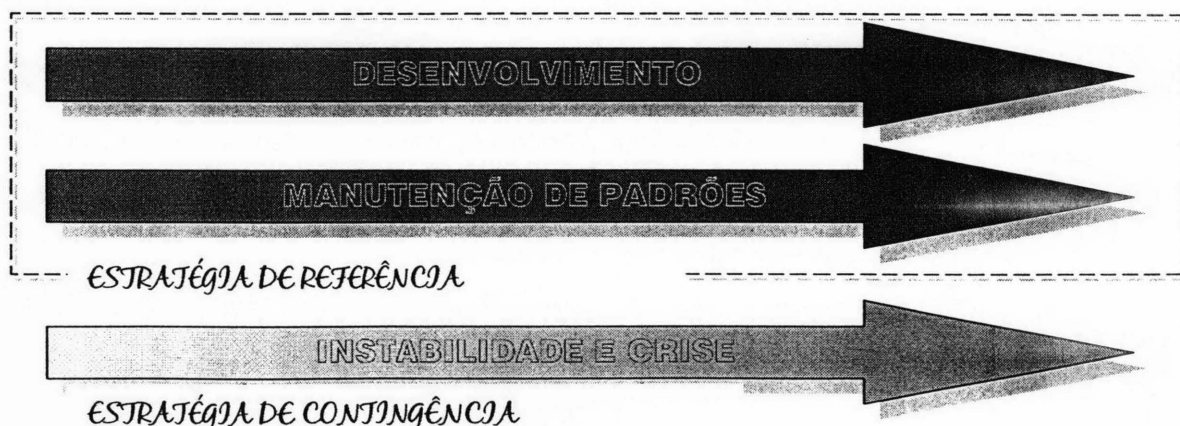 DESENVOLVIMENTO
MANUTENÇÃO DE PADRÕES
ESTRATÉGIA DE REFERÊNCIA
INSTABILIDADE E CRISE
ESTRATÉGIA DE CONTINGÊNCIA